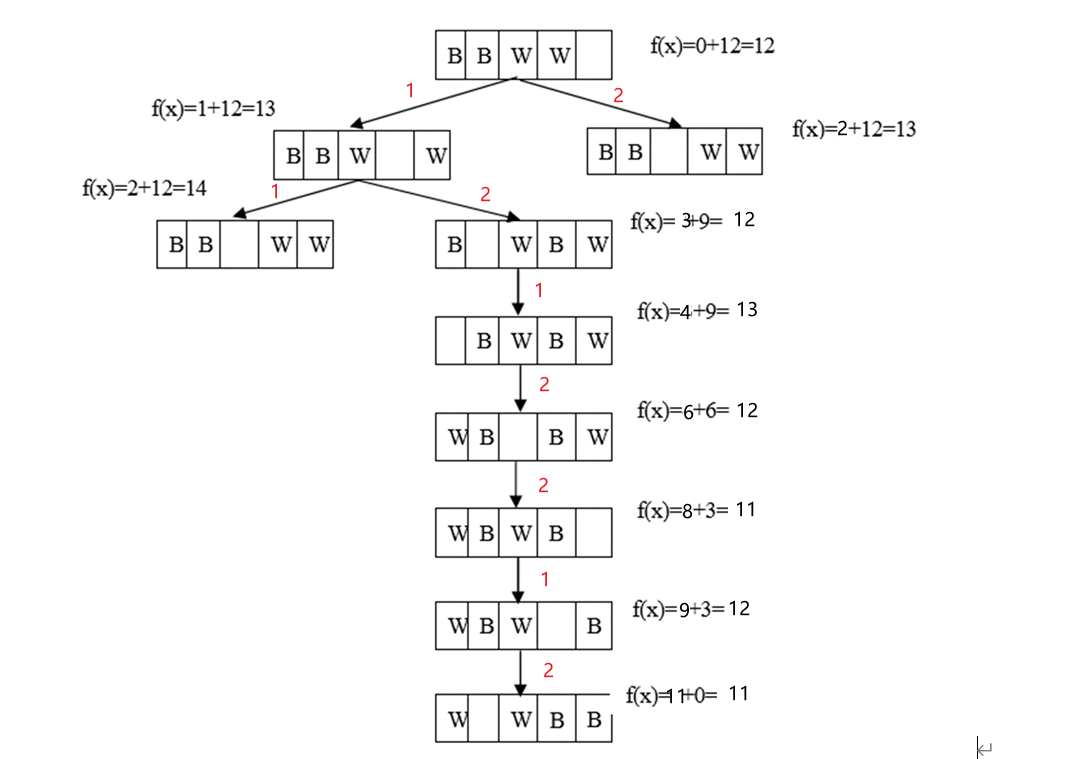 B B W W f(x)=0+12=12
1 2
f(x)=1+12=13
B B W W
B B W W f(x)=2+12=13
f(x)=2+12=14
1 2
B B W W
B W B W f(x)= 3+9= 12
1
B W B W f(x)=4+9= 13
2
W B B W f(x)=6+6= 12
2
W B W B f(x)=8+3= 11
1
W B W B f(x)=9+3= 12
2
W W B B f(x)=11+0= 11
↵